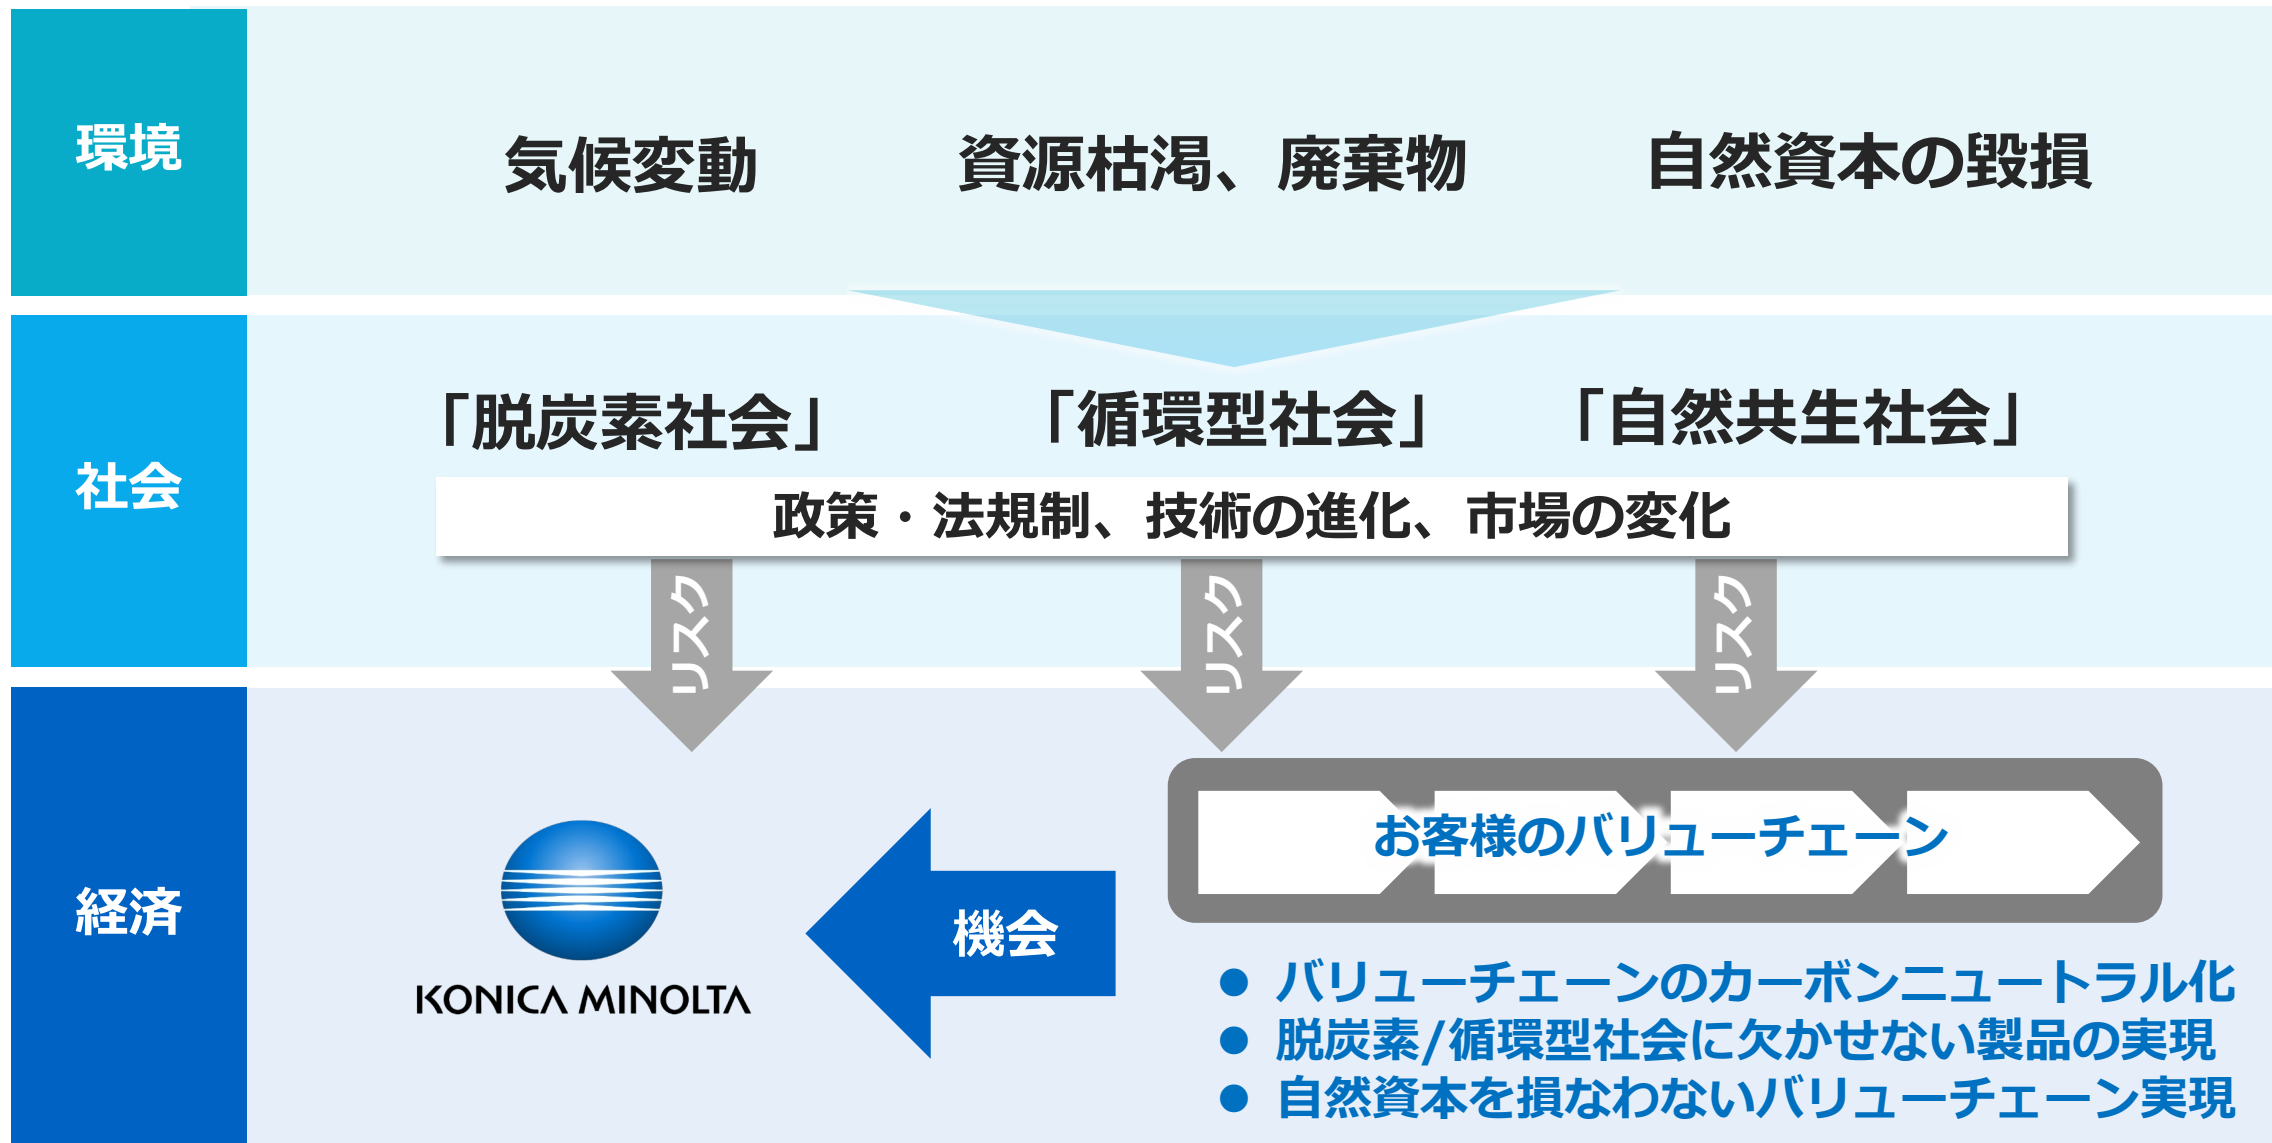 環境
気候変動
資源枯渇、廃棄物
自然資本の毀損
社会
「脱炭素社会」
「循環型社会」
「自然共生社会」
政策・法規制、技術の進化、市場の変化
リスク
リスク
リスク
経済
KONICA MINOLTA
機会
お客様のバリューチェーン
● バリューチェーンのカーボンニュートラル化
● 脱炭素/循環型社会に欠かせない製品の実現
● 自然資本を損なわないバリューチェーン実現